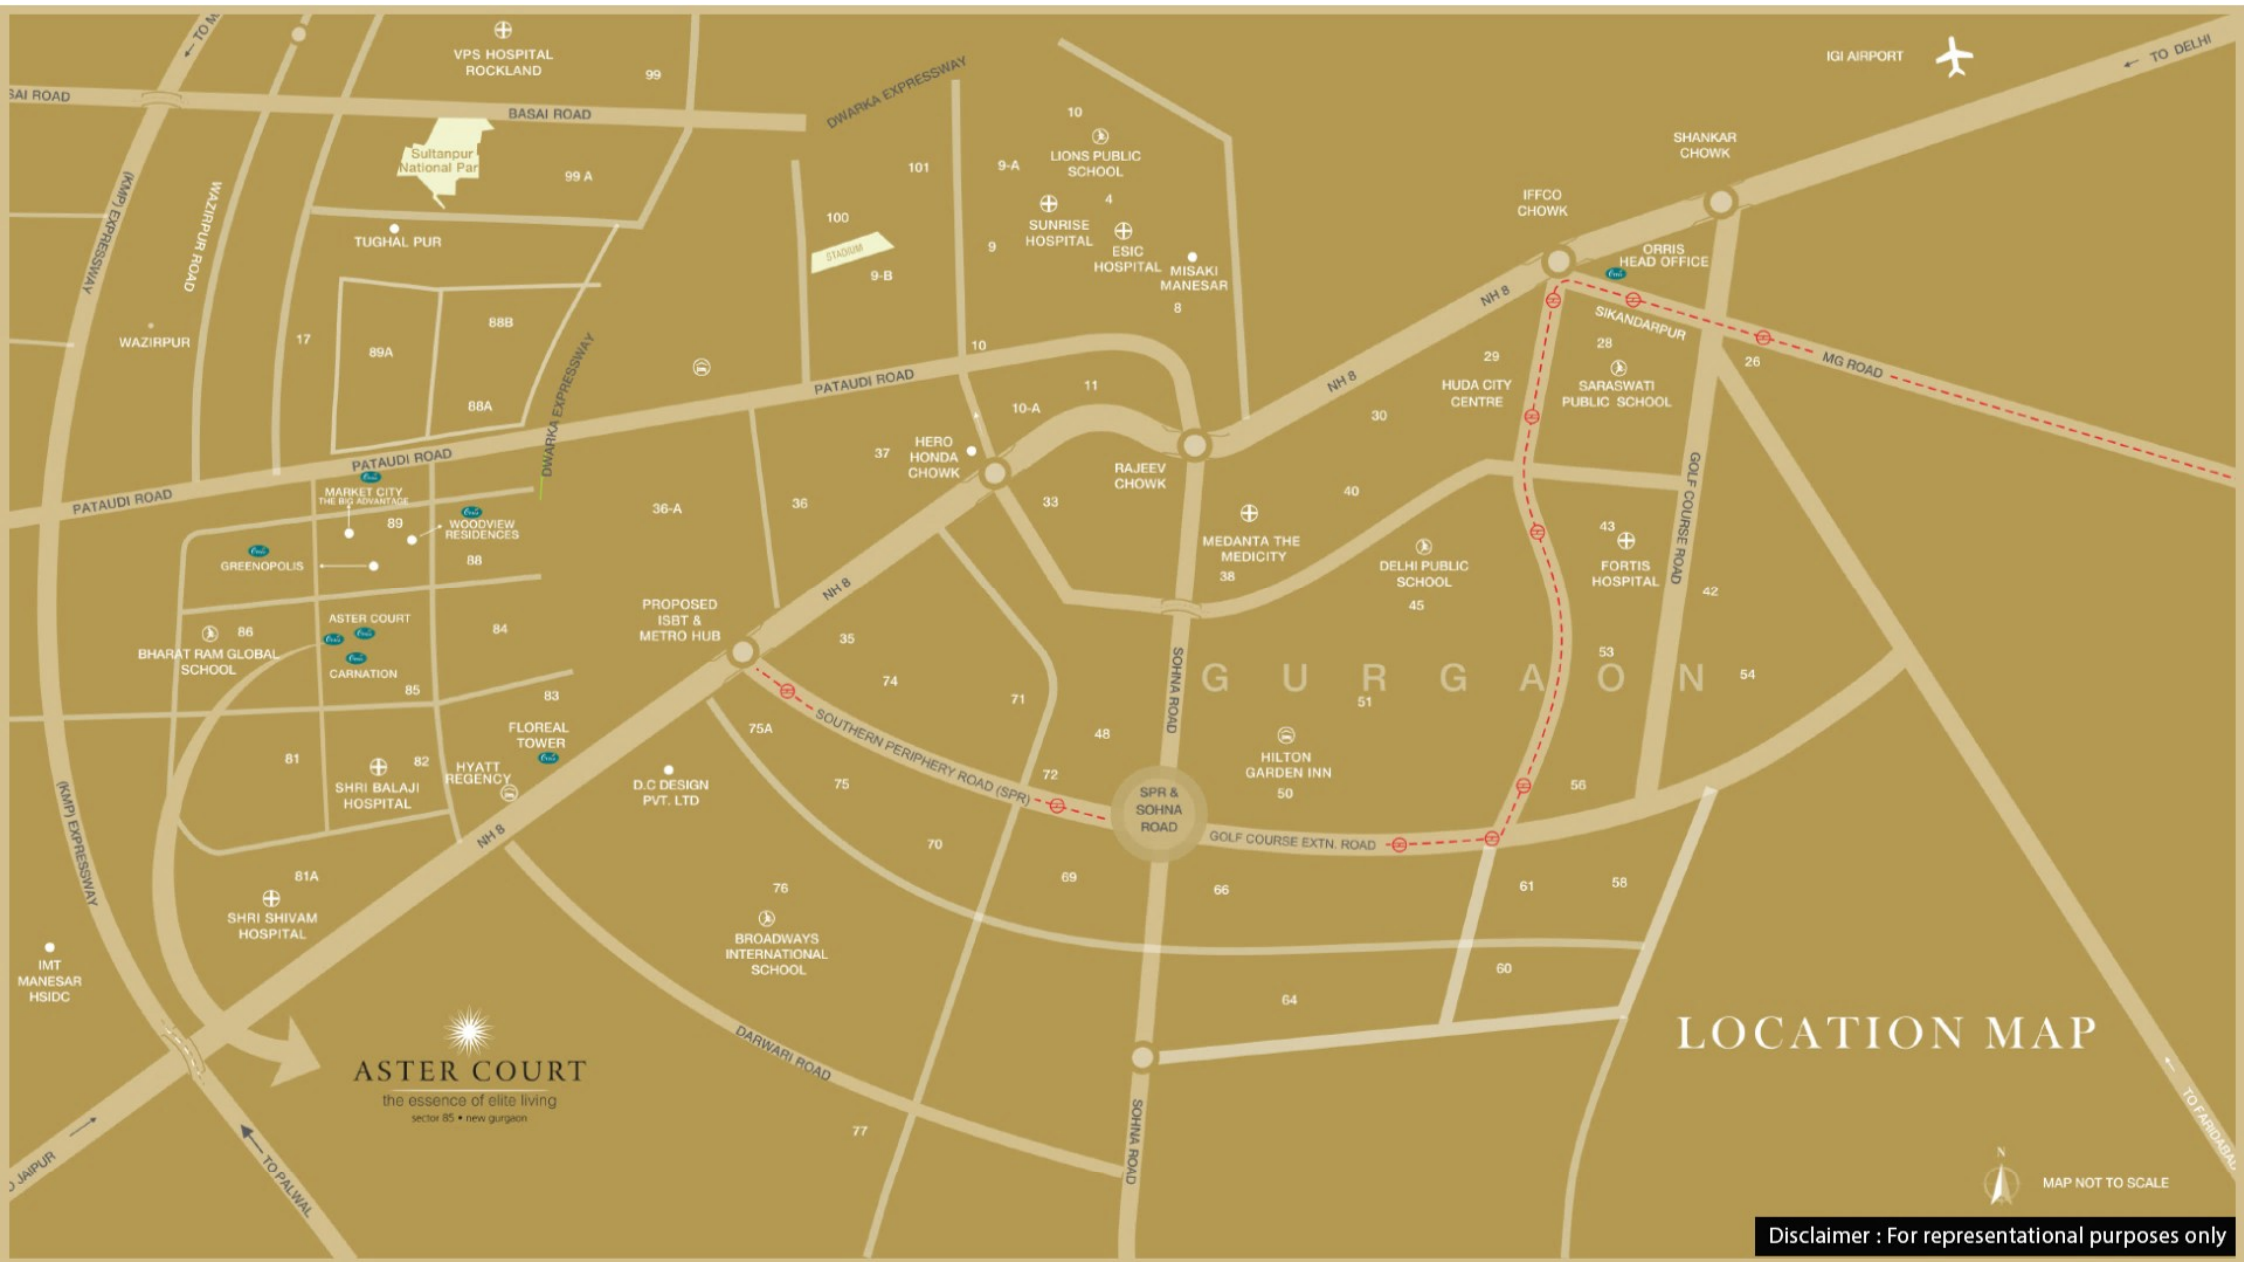 VPS HOSPITAL
ROCKLAND
99
IGI AIRPORT
← TO DELHI
BASAI ROAD
DWARKA EXPRESSWAY
Sultanpur
National Par
99 A
TUGHAL PUR
(KMP) EXPRESSWAY
WAZIRPUR ROAD
WAZIRPUR
17
89A
88B
88A
DWARKA EXPRESSWAY
101
100
STADIUM
9-B
9-A
9
10
LIONS PUBLIC
SCHOOL
4
SUNRISE
HOSPITAL
ESIC
HOSPITAL
MISAKI
MANESAR
8
SHANKAR
CHOWK
IFFCO
CHOWK
ORRIS
HEAD OFFICE
SIKANDARPUR
NH 8
NH 8
28
29
26
MG ROAD
SARASWATI
PUBLIC SCHOOL
HUDA CITY
CENTRE
30
10
11
10-A
PATAUDI ROAD
PATAUDI ROAD
PATAUDI ROAD
HERO
HONDA
CHOWK
37
RAJEEV
CHOWK
33
40
36-A
36
MARKET CITY
THE BIG ADVANTAGE
89
WOODVIEW
RESIDENCES
GREENOPOLIS
88
ASTER COURT
86
84
BHARAT RAM GLOBAL
SCHOOL
CARNATION
85
83
MEDANTA THE
MEDICITY
38
DELHI PUBLIC
SCHOOL
45
43
FORTIS
HOSPITAL
GOLF COURSE ROAD
42
53
54
PROPOSED
ISBT &
METRO HUB
NH 8
35
74
71
SOHNA ROAD
GURGAON
51
48
72
75A
SOUTHERN PERIPHERY ROAD (SPR)
75
HILTON
GARDEN INN
50
56
SPR &
SOHNA
ROAD
GOLF COURSE EXTN. ROAD
FLOREAL
TOWER
HYATT
REGENCY
81
82
SHRI BALAJI
HOSPITAL
D.C DESIGN
PVT. LTD
NH 8
70
69
66
61
58
(KMP) EXPRESSWAY
81A
SHRI SHIVAM
HOSPITAL
76
BROADWAYS
INTERNATIONAL
SCHOOL
60
64
IMT
MANESAR
HSIDC
ASTER COURT
the essence of elite living
sector 85 • new gurgaon
DARWARI ROAD
77
SOHNA ROAD
LOCATION MAP
JAIPUR
TO PALWAL
N
MAP NOT TO SCALE
Disclaimer : For representational purposes only